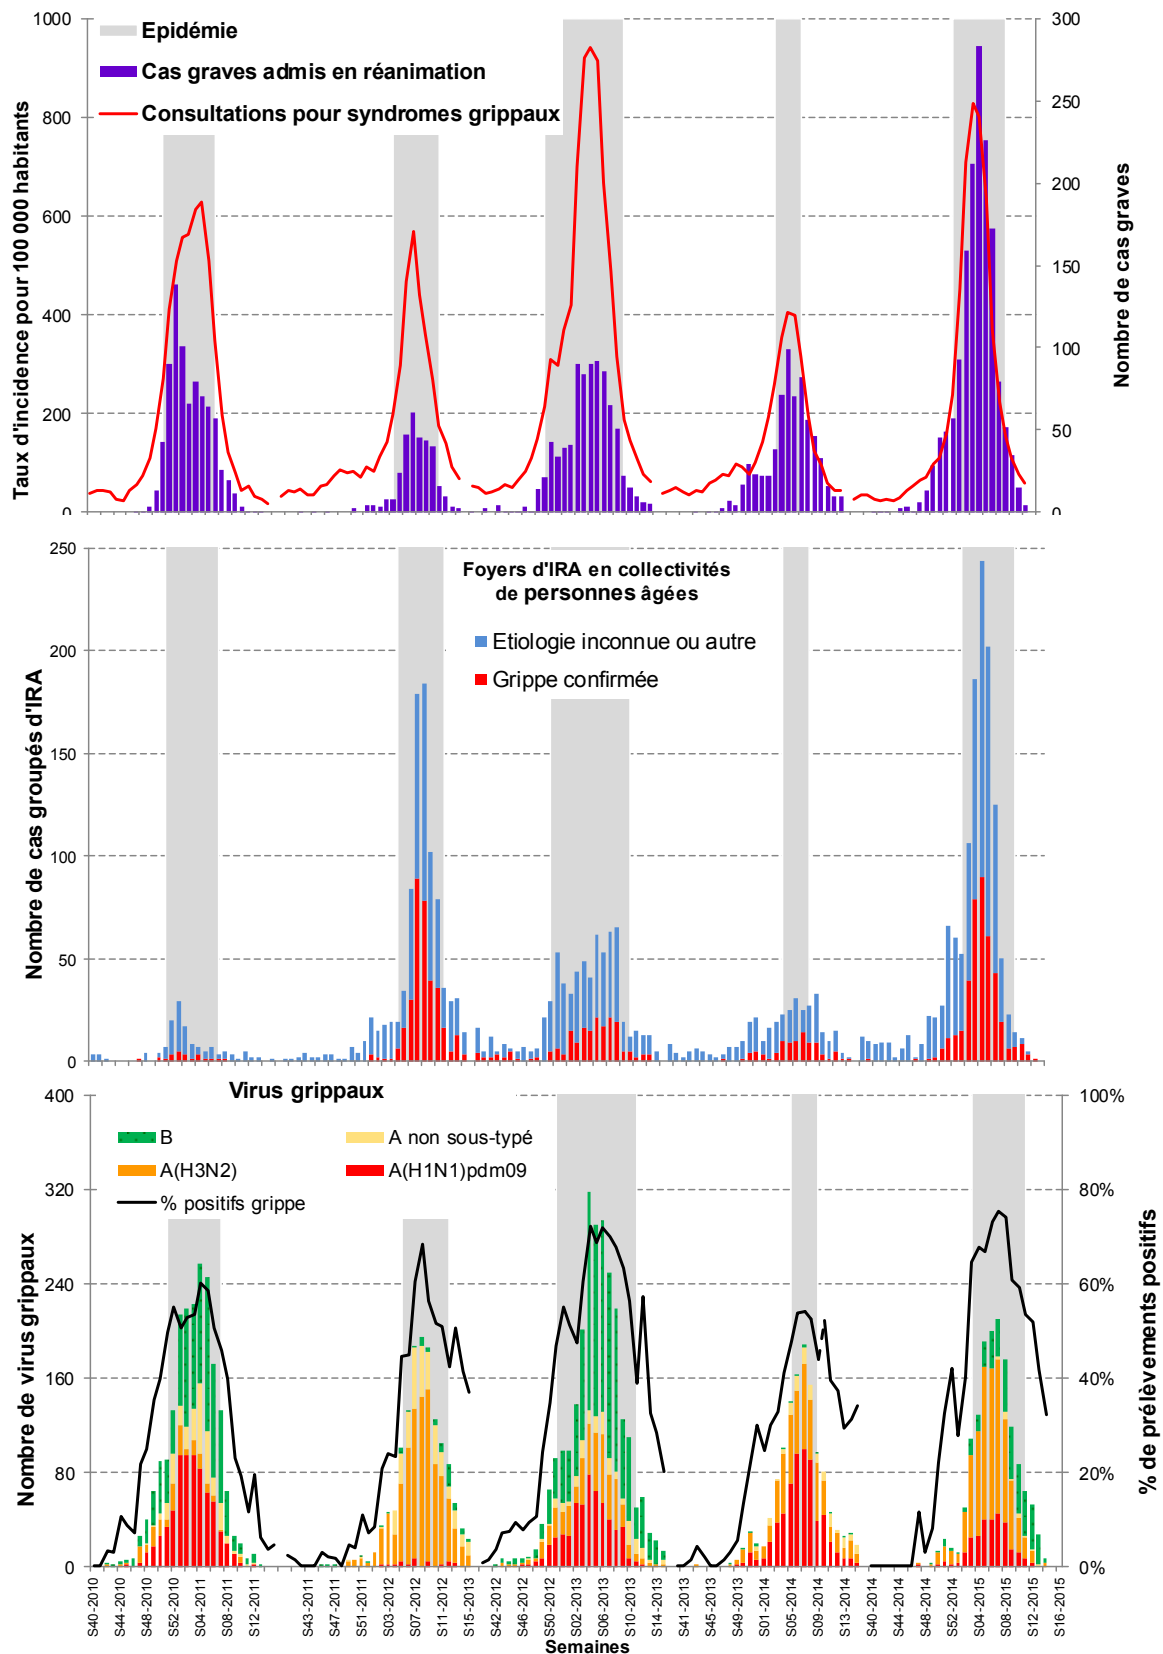 1000
800
600
400
200
0
Taux d'incidence pour 100 000 habitants
Epidémie
Cas graves admis en réanimation
Consultations pour syndromes grippaux
300
250
200
150
100
50
0
Nombre de cas graves
250
200
150
100
50
0
Nombre de cas groupés d'IRA
Foyers d'IRA en collectivités
de personnes âgées
Etiologie inconnue ou autre
Grippe confirmée
400
320
240
160
80
0
Nombre de virus grippaux
Virus grippaux
B
A non sous-typé
A(H3N2)
A(H1N1)pdm09
% positifs grippe
100%
80%
60%
40%
20%
0%
% de prélèvements positifs
S40-2010
S44-2010
S48-2010
S52-2010
S04-2011
S08-2011
S12-2011
S43-2011
S47-2011
S51-2011
S03-2012
S07-2012
S11-2012
S15-2013
S42-2012
S46-2012
S50-2012
S02-2013
S06-2013
S10-2013
S14-2013
S41-2013
S45-2013
S49-2013
S01-2014
S05-2014
S09-2014
S13-2014
S40-2014
S44-2014
S48-2014
S52-2014
S04-2015
S08-2015
S12-2015
S16-2015
Semaines